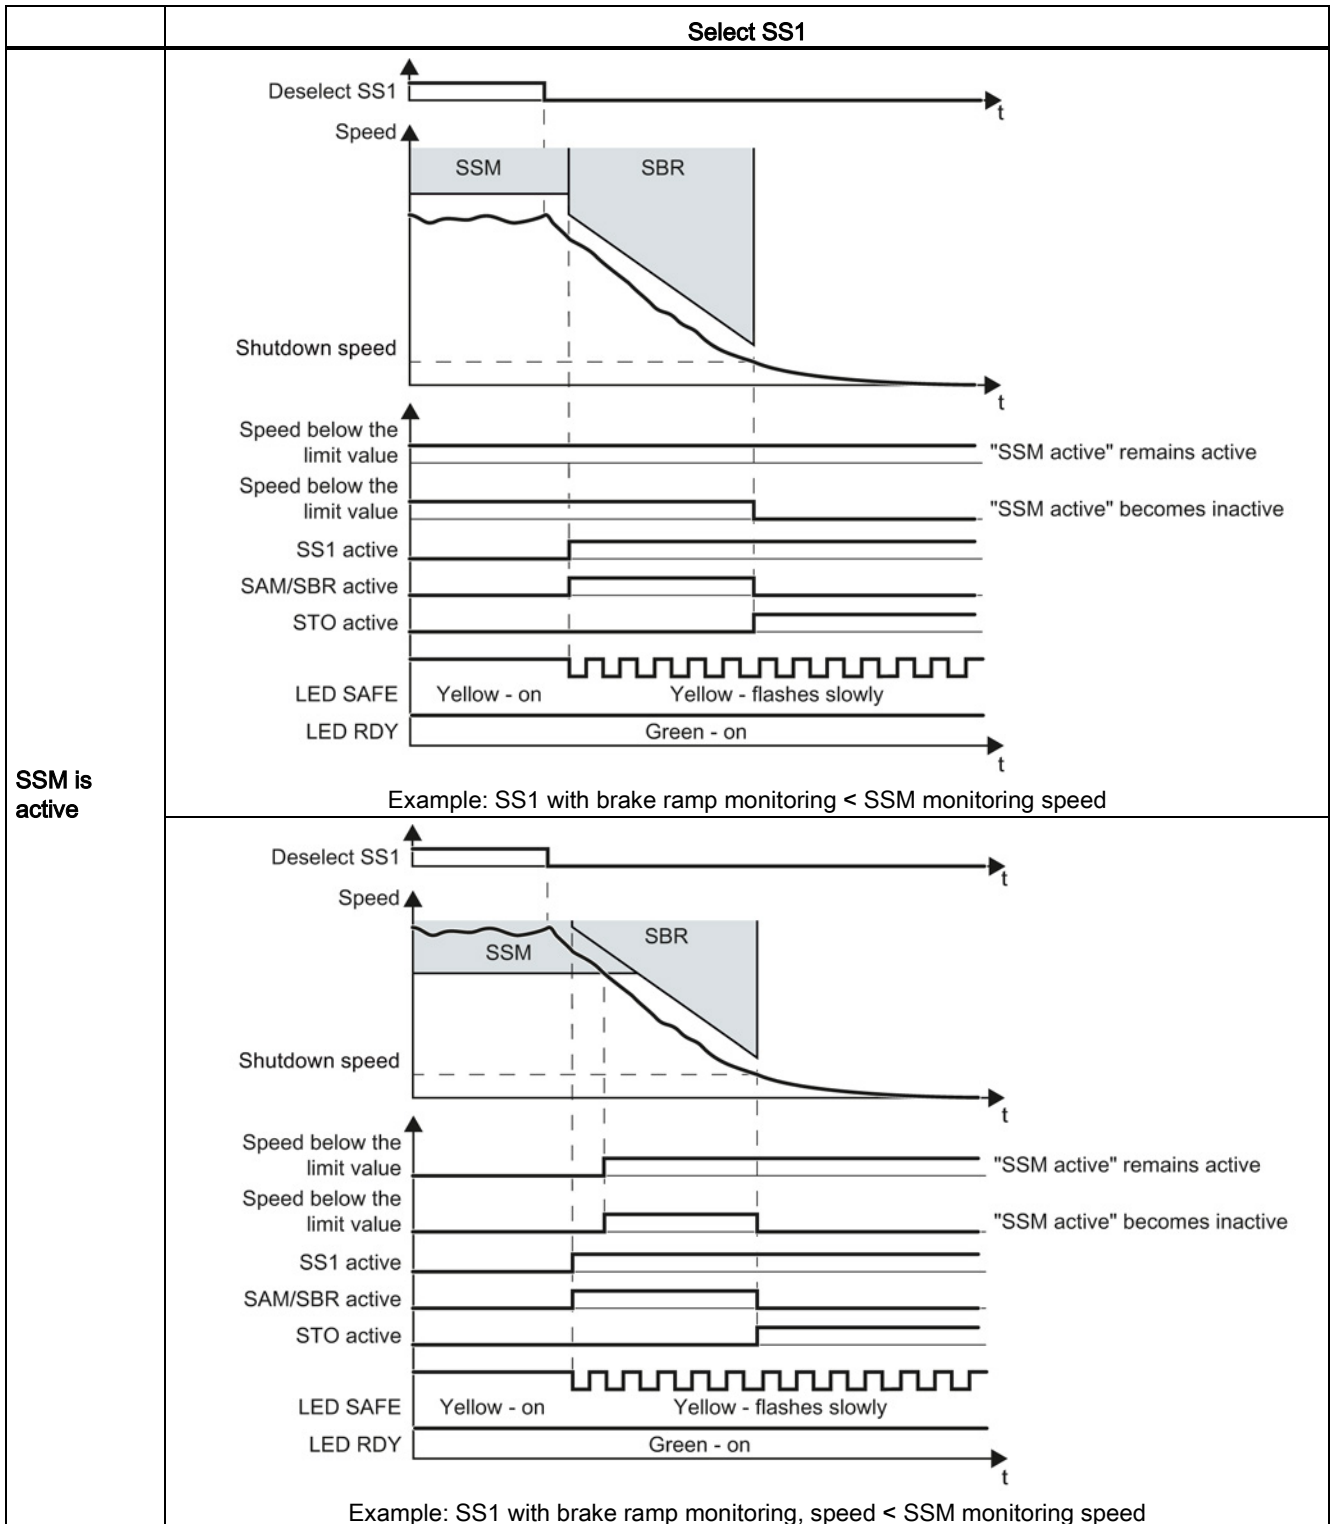 Select SS1
SSM is
active
Deselect SS1
t
Speed
SSM
SBR
Shutdown speed
t
Speed below the
limit value
"SSM active" remains active
Speed below the
limit value
"SSM active" becomes inactive
SS1 active
SAM/SBR active
STO active
LED SAFE
Yellow - on
Yellow - flashes slowly
LED RDY
Green - on
t
Example: SS1 with brake ramp monitoring < SSM monitoring speed
Deselect SS1
t
Speed
SSM
SBR
Shutdown speed
t
Speed below the
limit value
"SSM active" remains active
Speed below the
limit value
"SSM active" becomes inactive
SS1 active
SAM/SBR active
STO active
LED SAFE
Yellow - on
Yellow - flashes slowly
LED RDY
Green - on
t
Example: SS1 with brake ramp monitoring, speed < SSM monitoring speed